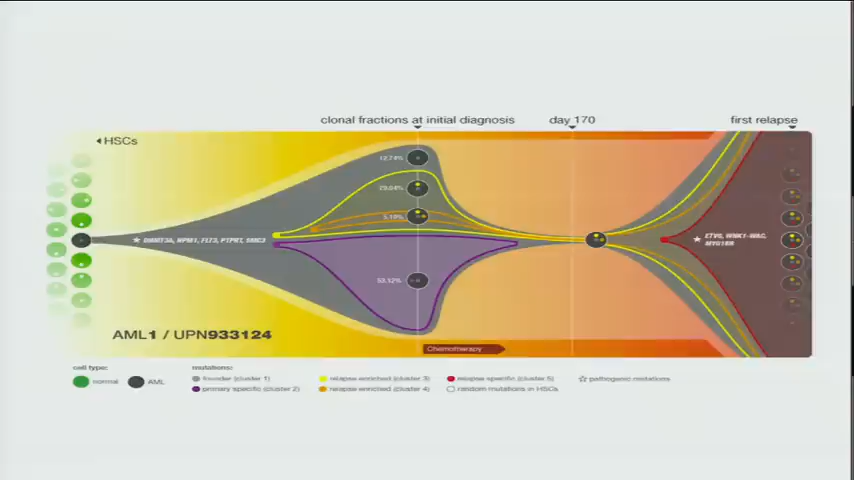 clonal fractions at initial diagnosis day 170 first relapse
HSCs
12.74%
29.04%
5.10%
53.12%
DNMT3A, NPM1, FLT3, PTPRT, SMC3
ETV6, WNK1-WAC,
MYO18B
AML1 / UPN933124
Chemotherapy
cell type:
normal AML
mutations:
founder (cluster 1) relapse enriched (cluster 3) relapse specific (cluster 5) pathogenic mutations
primary specific (cluster 2) relapse enriched (cluster 4) random mutations in HSCs